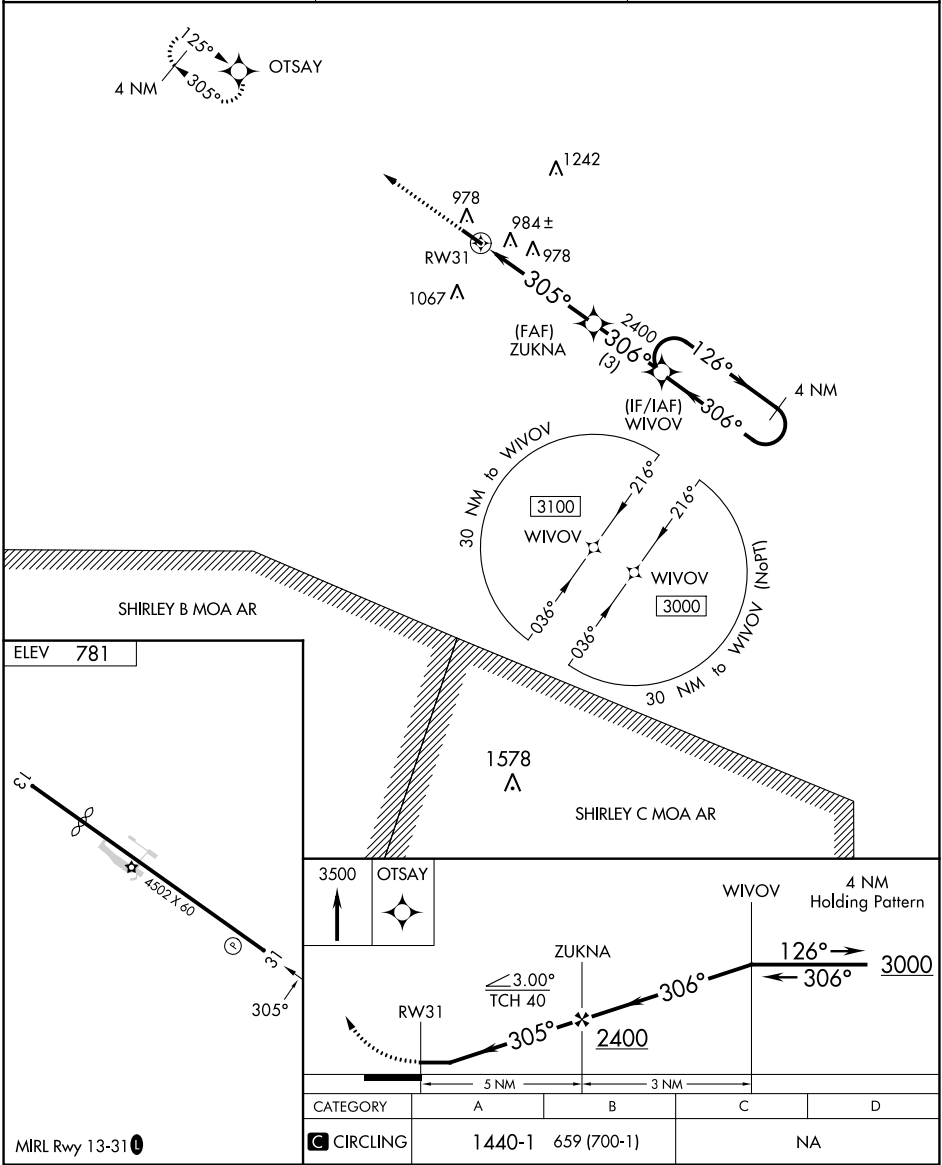 125°
OTSAY
4 NM
305°
1242
978
984±
978
RW31
1067
305°
(FAF)
ZUKNA
2400
306°
(3)
126°
4 NM
306°
(IF/IAF)
WIVOV
30 NM to WIVOV
216°
3100
WIVOV
036°
216°
WIVOV
3000
036°
30 NM to WIVOV (NoPT)
SHIRLEY B MOA AR
ELEV 781
1578
SHIRLEY C MOA AR
13
4502 X 60
P
31
305°
MIRL Rwy 13-31 L
3500
OTSAY
WIVOV
4 NM
Holding Pattern
ZUKNA
126°
306°
3000
3.00°
TCH 40
306°
RW31
305°
2400
5 NM
3 NM
CATEGORY A B C D
C CIRCLING 1440-1 659 (700-1) NA